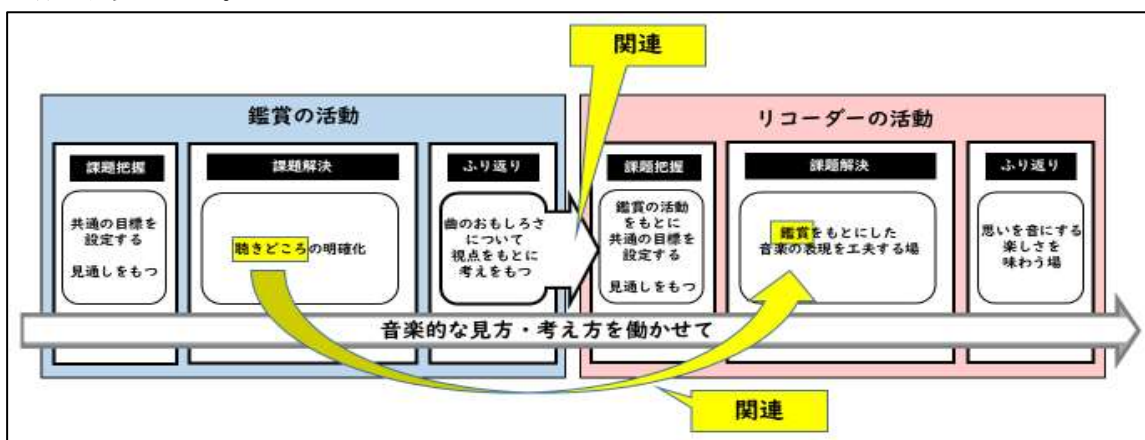 関連
鑑賞の活動
課題把握
共通の目標を
設定する
見通しをもつ
課題解決
聴きどころの明確化
ふり返り
曲のおもしろさ
について
視点をもとに
考えをもつ
リコーダーの活動
課題把握
鑑賞の活動
をもとに
共通の目標を
設定する
見通しをもつ
課題解決
鑑賞をもとにした
音楽の表現を工夫する場
ふり返り
思いを音にする
楽しさを
味わう場
音楽的な見方・考え方を働かせて
関連